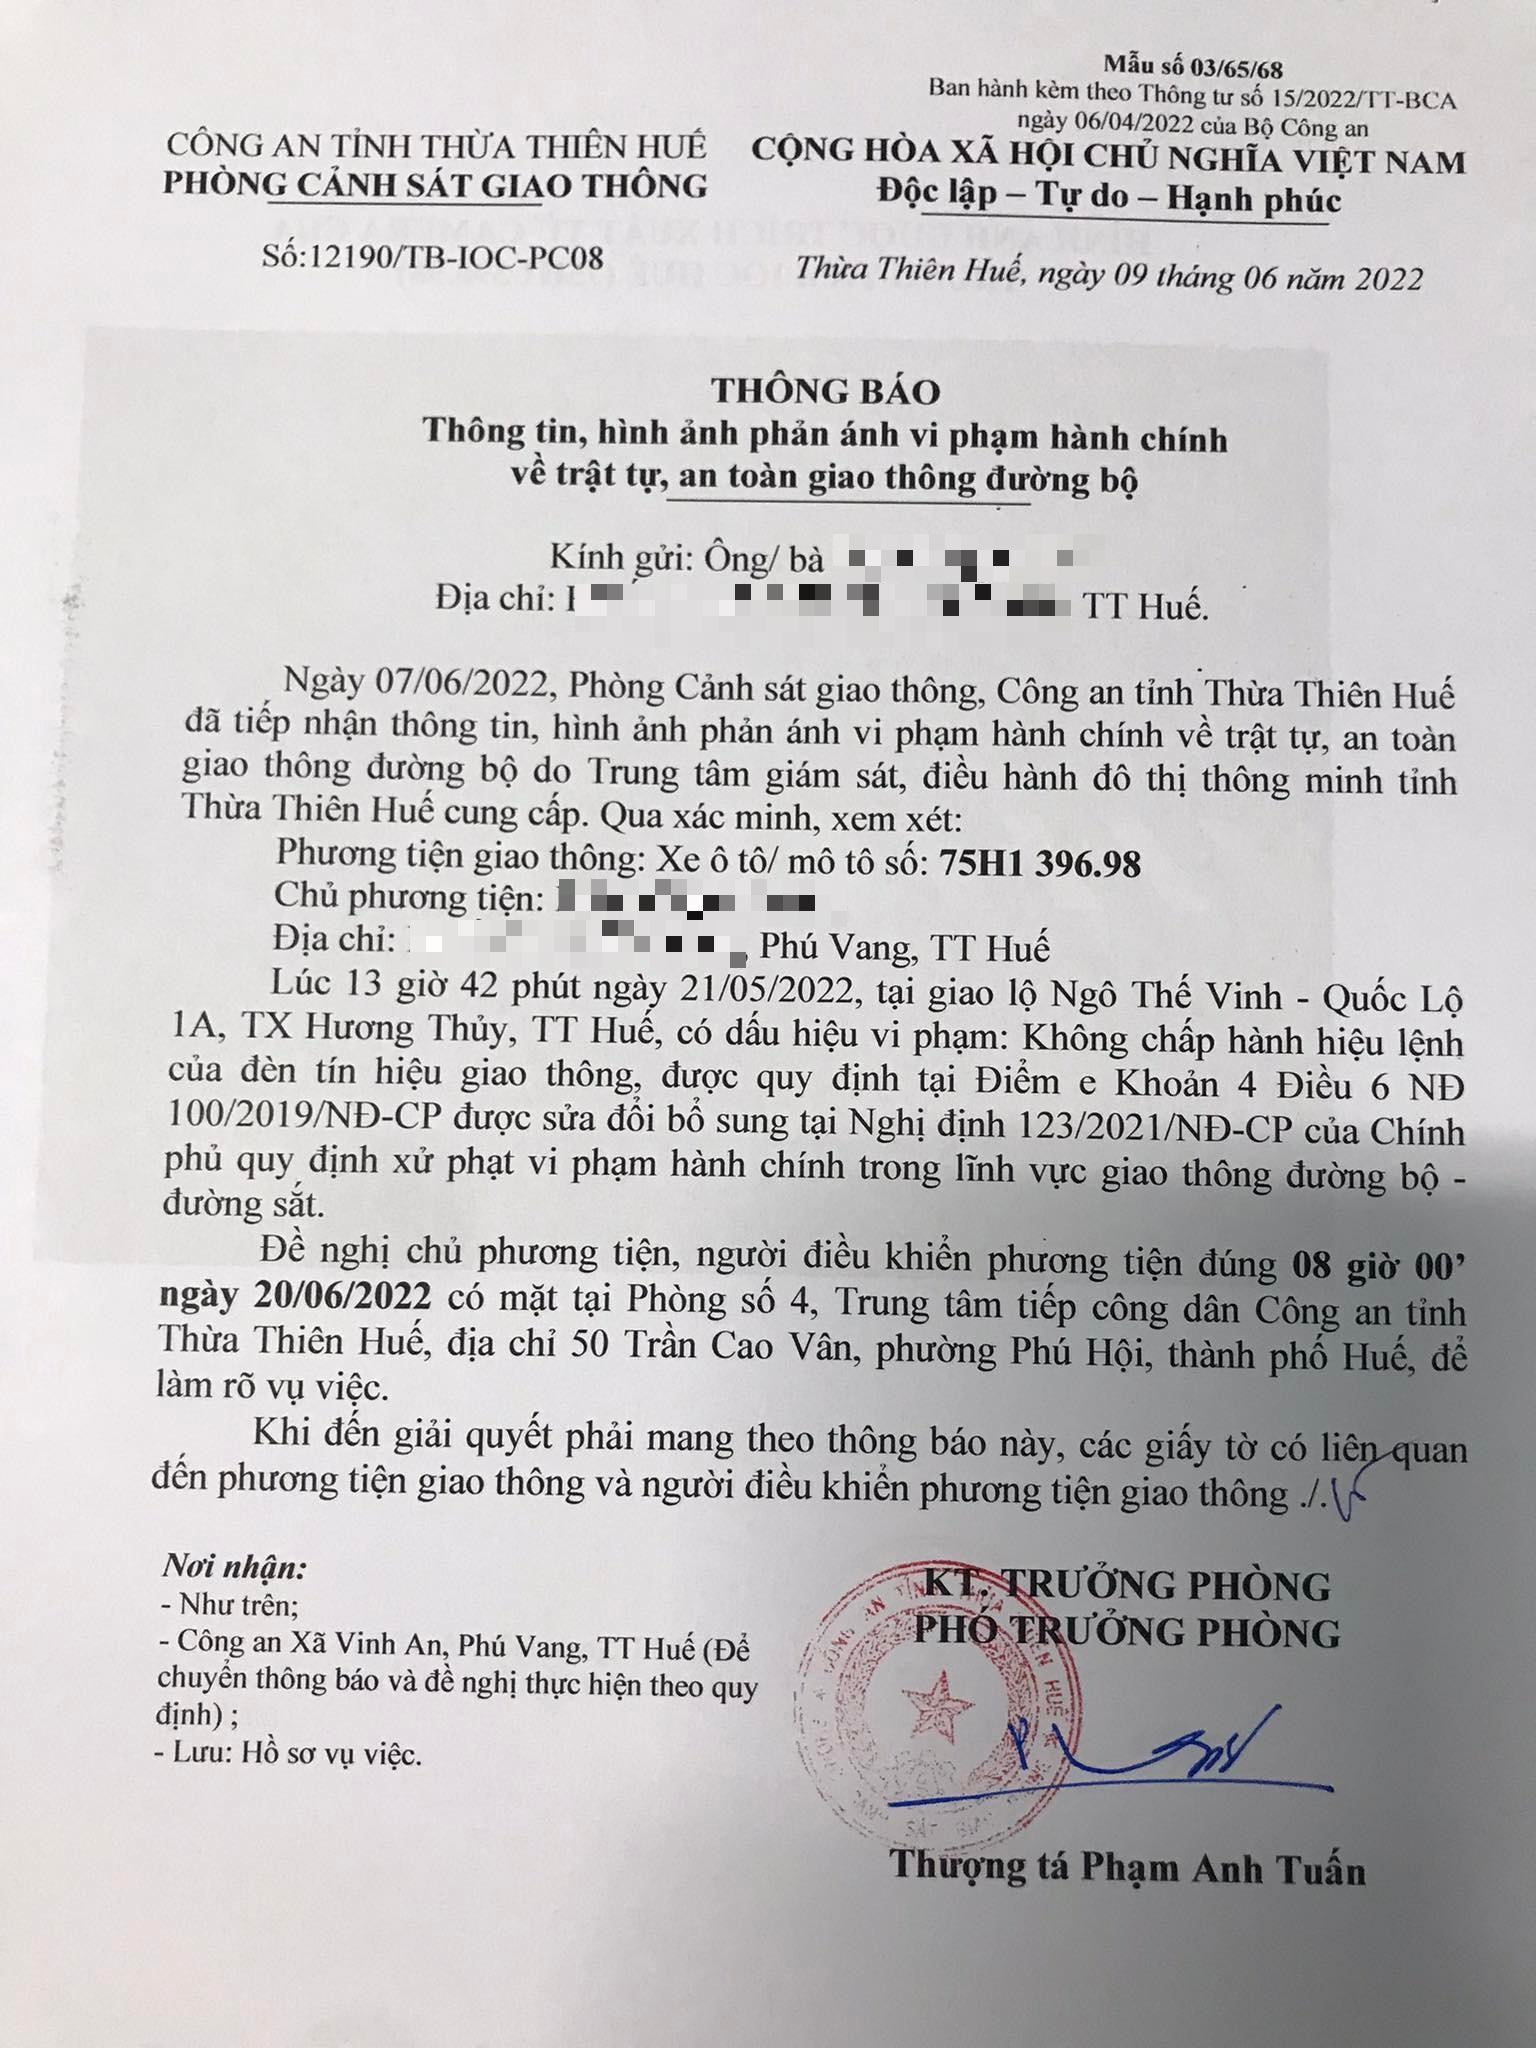 Mẫu số 03/65/68
Ban hành kèm theo Thông tư số 15/2022/TT-BCA
ngày 06/04/2022 của Bộ Công an
CÔNG AN TỈNH THỪA THIÊN HUẾ
PHÒNG CẢNH SÁT GIAO THÔNG
CỘNG HÒA XÃ HỘI CHỦ NGHĨA VIỆT NAM
Độc lập – Tự do – Hạnh phúc
Số:12190/TB-IOC-PC08
Thừa Thiên Huế, ngày 09 tháng 06 năm 2022
THÔNG BÁO
Thông tin, hình ảnh phản ánh vi phạm hành chính
về trật tự, an toàn giao thông đường bộ
Kính gửi: Ông/ bà
Địa chỉ: TT Huế.
Ngày 07/06/2022, Phòng Cảnh sát giao thông, Công an tỉnh Thừa Thiên Huế
đã tiếp nhận thông tin, hình ảnh phản ánh vi phạm hành chính về trật tự, an toàn
giao thông đường bộ do Trung tâm giám sát, điều hành đô thị thông minh tỉnh
Thừa Thiên Huế cung cấp. Qua xác minh, xem xét:
Phương tiện giao thông: Xe ô tô/ mô tô số: 75H1 396.98
Chủ phương tiện:
Địa chỉ: , Phú Vang, TT Huế
Lúc 13 giờ 42 phút ngày 21/05/2022, tại giao lộ Ngô Thế Vinh - Quốc Lộ
1A, TX Hương Thủy, TT Huế, có dấu hiệu vi phạm: Không chấp hành hiệu lệnh
của đèn tín hiệu giao thông, được quy định tại Điểm e Khoản 4 Điều 6 NĐ
100/2019/NĐ-CP được sửa đổi bổ sung tại Nghị định 123/2021/NĐ-CP của Chính
phủ quy định xử phạt vi phạm hành chính trong lĩnh vực giao thông đường bộ -
đường sắt.
Đề nghị chủ phương tiện, người điều khiển phương tiện đúng 08 giờ 00’
ngày 20/06/2022 có mặt tại Phòng số 4, Trung tâm tiếp công dân Công an tỉnh
Thừa Thiên Huế, địa chỉ 50 Trần Cao Vân, phường Phú Hội, thành phố Huế, để
làm rõ vụ việc.
Khi đến giải quyết phải mang theo thông báo này, các giấy tờ có liên quan
đến phương tiện giao thông và người điều khiển phương tiện giao thông ./.
Nơi nhận:
- Như trên;
- Công an Xã Vinh An, Phú Vang, TT Huế (Để
chuyển thông báo và đề nghị thực hiện theo quy
định) ;
- Lưu: Hồ sơ vụ việc.
KT. TRƯỞNG PHÒNG
PHÓ TRƯỞNG PHÒNG
Thượng tá Phạm Anh Tuấn